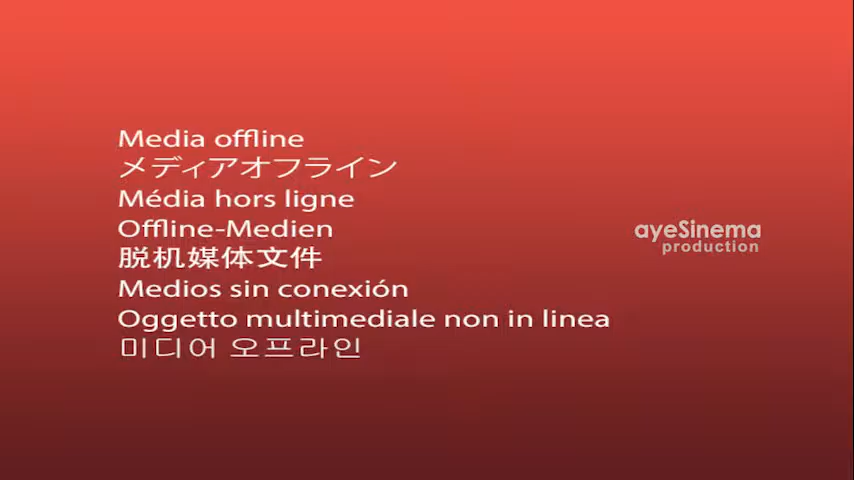 Media offline
メディアオフライン
Média hors ligne
Offline-Medien
脱机媒体文件
Medios sin conexión
Oggetto multimediale non in linea
미디어 오프라인
ayeSinema
production